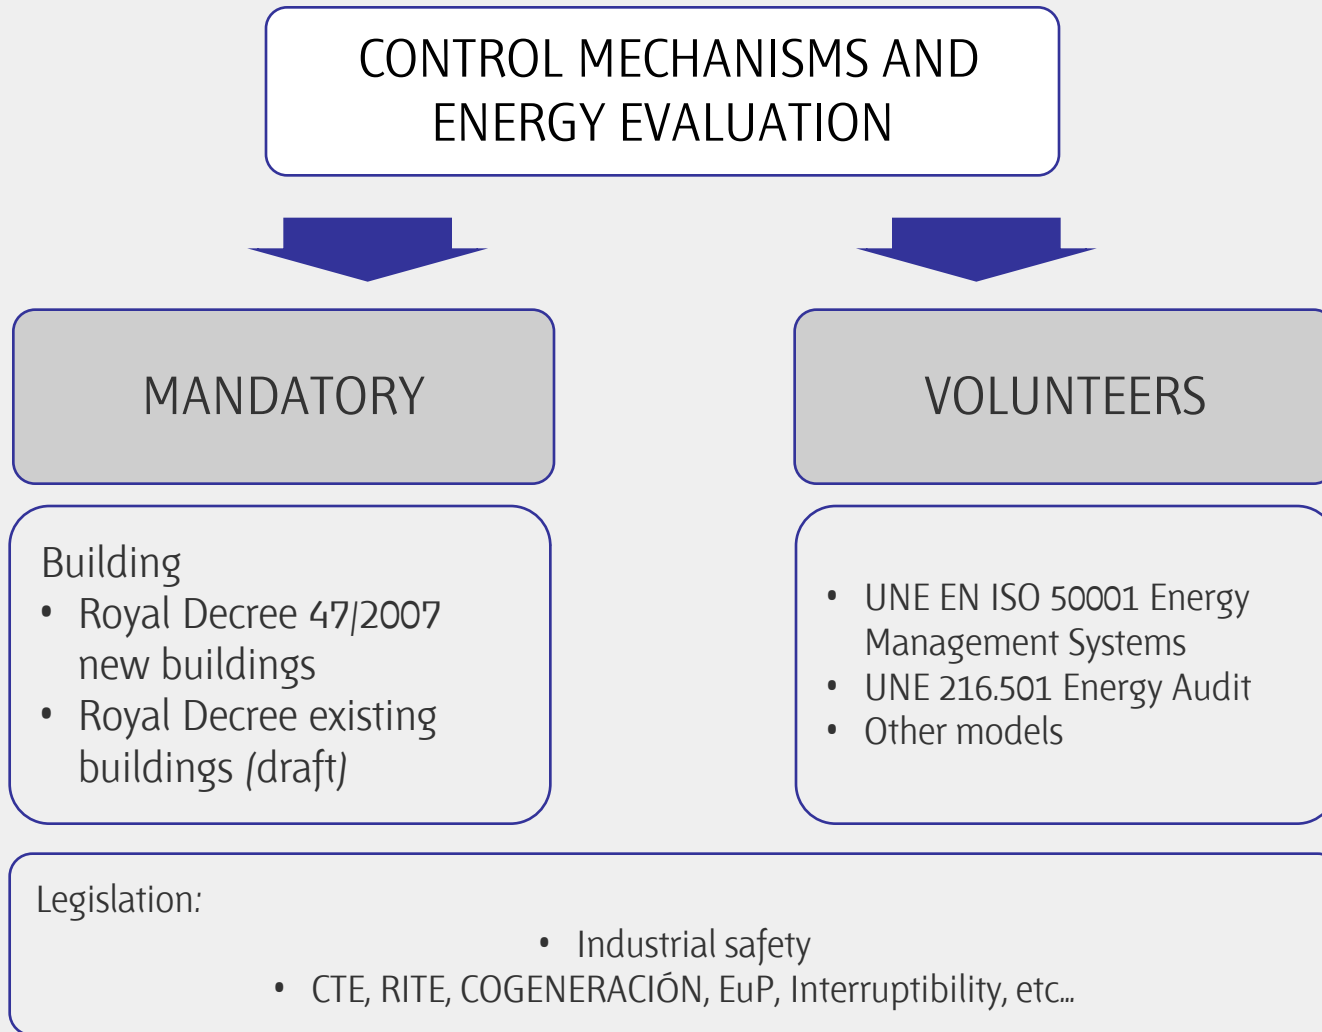 CONTROL MECHANISMS AND
ENERGY EVALUATION
MANDATORY
VOLUNTEERS
Building
• Royal Decree 47/2007
new buildings
• Royal Decree existing
buildings (draft)
• UNE EN ISO 50001 Energy
Management Systems
• UNE 216.501 Energy Audit
• Other models
Legislation:
• Industrial safety
• CTE, RITE, COGENERACIÓN, EuP, Interruptibility, etc...